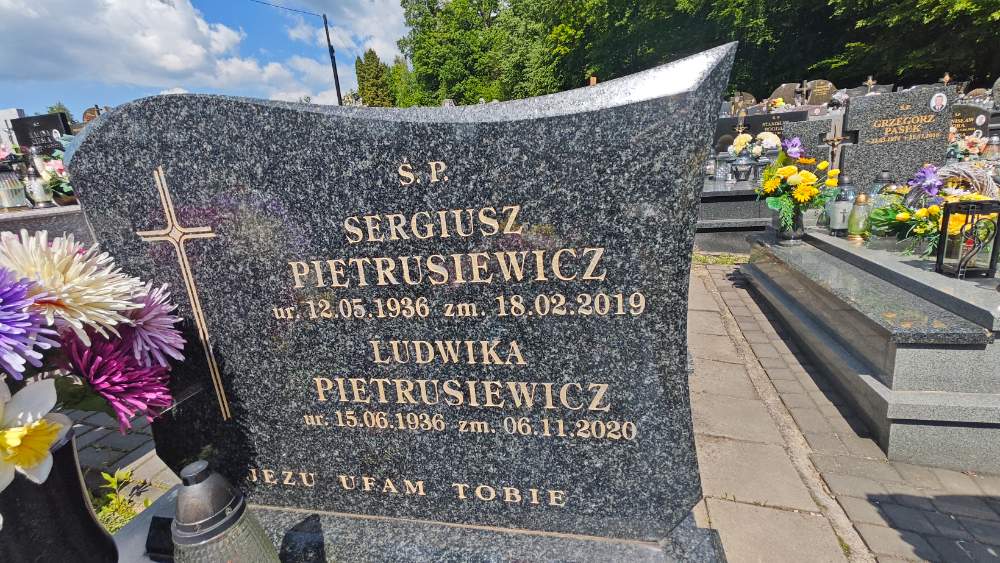 Ś. P.
SERGIUSZ
PIETRUSIEWICZ
ur. 12.05.1936 zm. 18.02.2019
LUDWIKA
PIETRUSIEWICZ
ur. 15.06.1936 zm. 06.11.2020
JEZU UFAM TOBIE
GRZEGORZ
PASEK